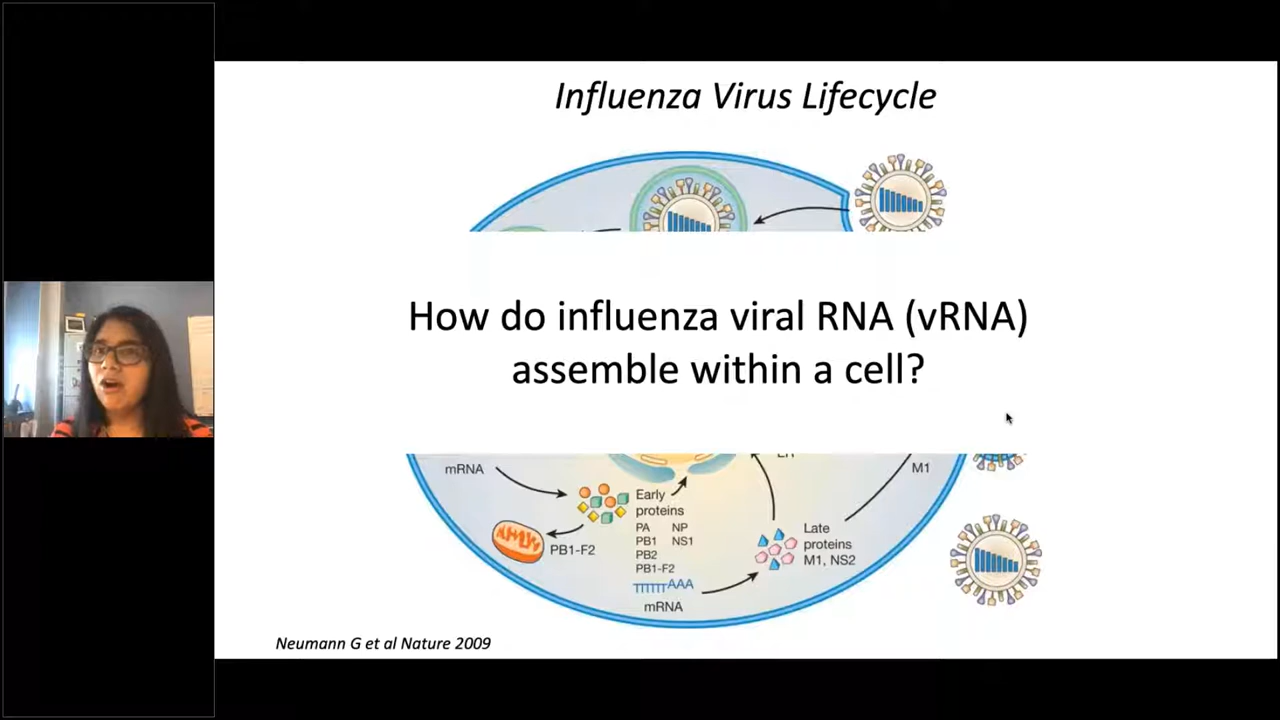 Influenza Virus Lifecycle
How do influenza viral RNA (vRNA)
assemble within a cell?
mRNA
M1
Early
proteins
PA NP
PB1 NS1
PB2
PB1-F2
PB1-F2
AAA
mRNA
Late
proteins
M1, NS2
Neumann G et al Nature 2009